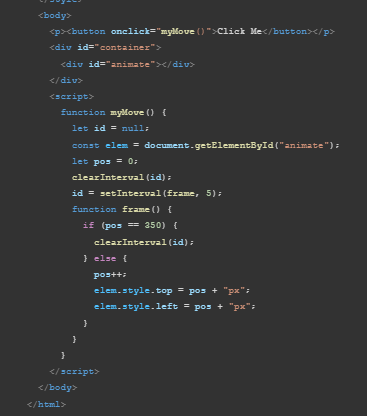 </style>
<body>
<p><button onclick="myMove()">Click Me</button></p>
<div id="container">
<div id="animate"></div>
</div>
<script>
function myMove() {
let id = null;
const elem = document.getElementById("animate");
let pos = 0;
clearInterval(id);
id = setInterval(frame, 5);
function frame() {
if (pos == 350) {
clearInterval(id);
} else {
pos++;
elem.style.top = pos + "px";
elem.style.left = pos + "px";
}
}
}
</script>
</body>
</html>